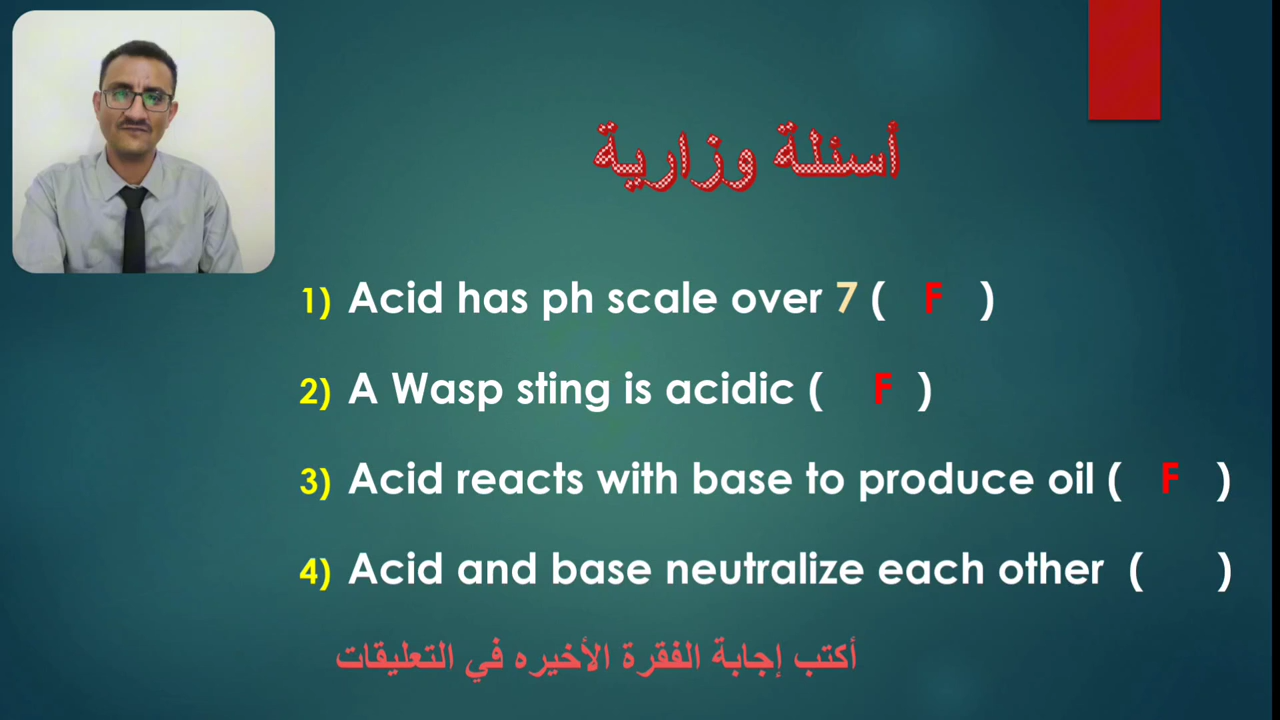 أسئلة وزارية
1) Acid has ph scale over 7 ( F )
2) A Wasp sting is acidic ( F )
3) Acid reacts with base to produce oil ( F )
4) Acid and base neutralize each other ( )
أكتب إجابة الفقرة الأخيره في التعليقات